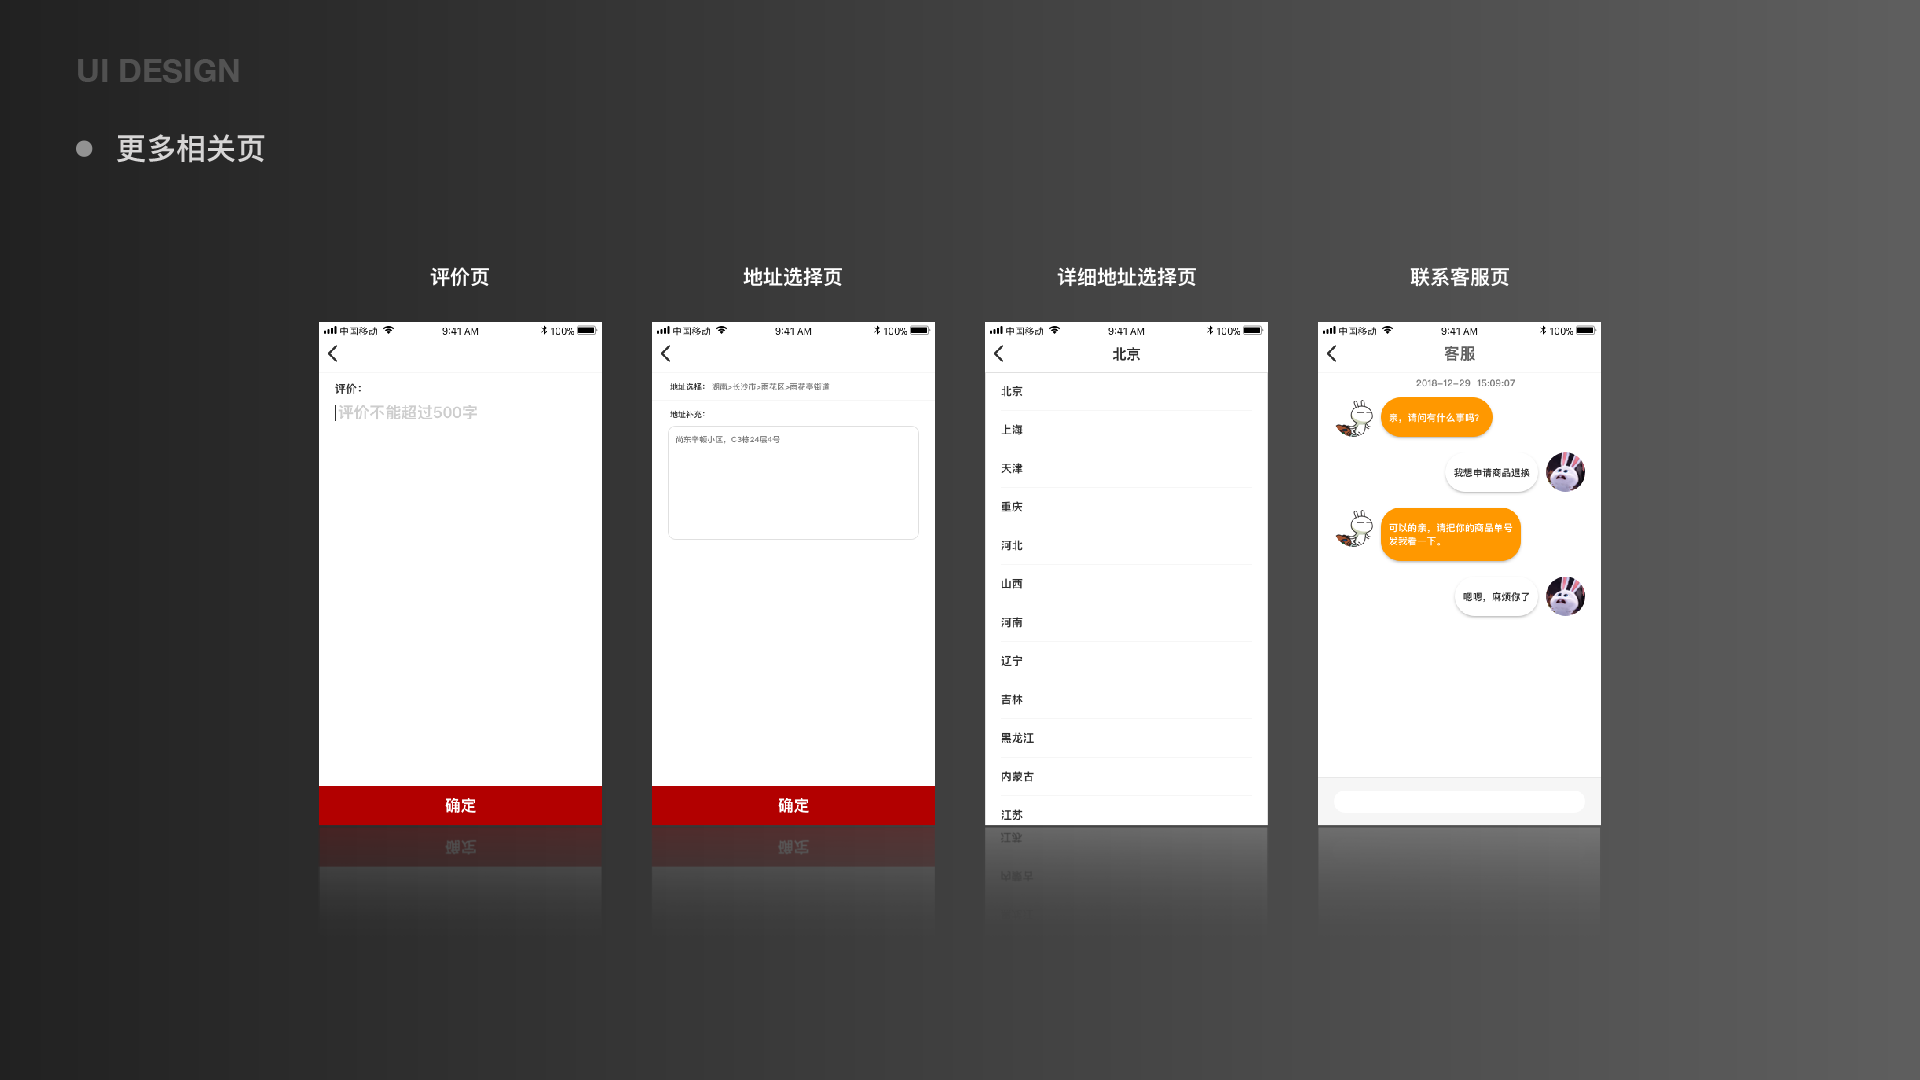 UI DESIGN
更多相关页
评价页
中国移动 9:41 AM 100%
评价：
评价不能超过500字
确定
地址选择页
中国移动 9:41 AM 100%
地址选择： 湖南>长沙市>雨花区>雨花亭街道
地址补充：
小区，C3栋24层4号
确定
详细地址选择页
中国移动 9:41 AM 100%
北京
北京
上海
天津
重庆
河北
山西
河南
辽宁
吉林
黑龙江
内蒙古
江苏
联系客服页
中国移动 9:41 AM 100%
客服
2018-12-29 15:09:07
亲，请问有什么事吗？
我想申请商品退换
可以的亲，请把你的商品单号
发我看一下。
嗯嗯，麻烦你了